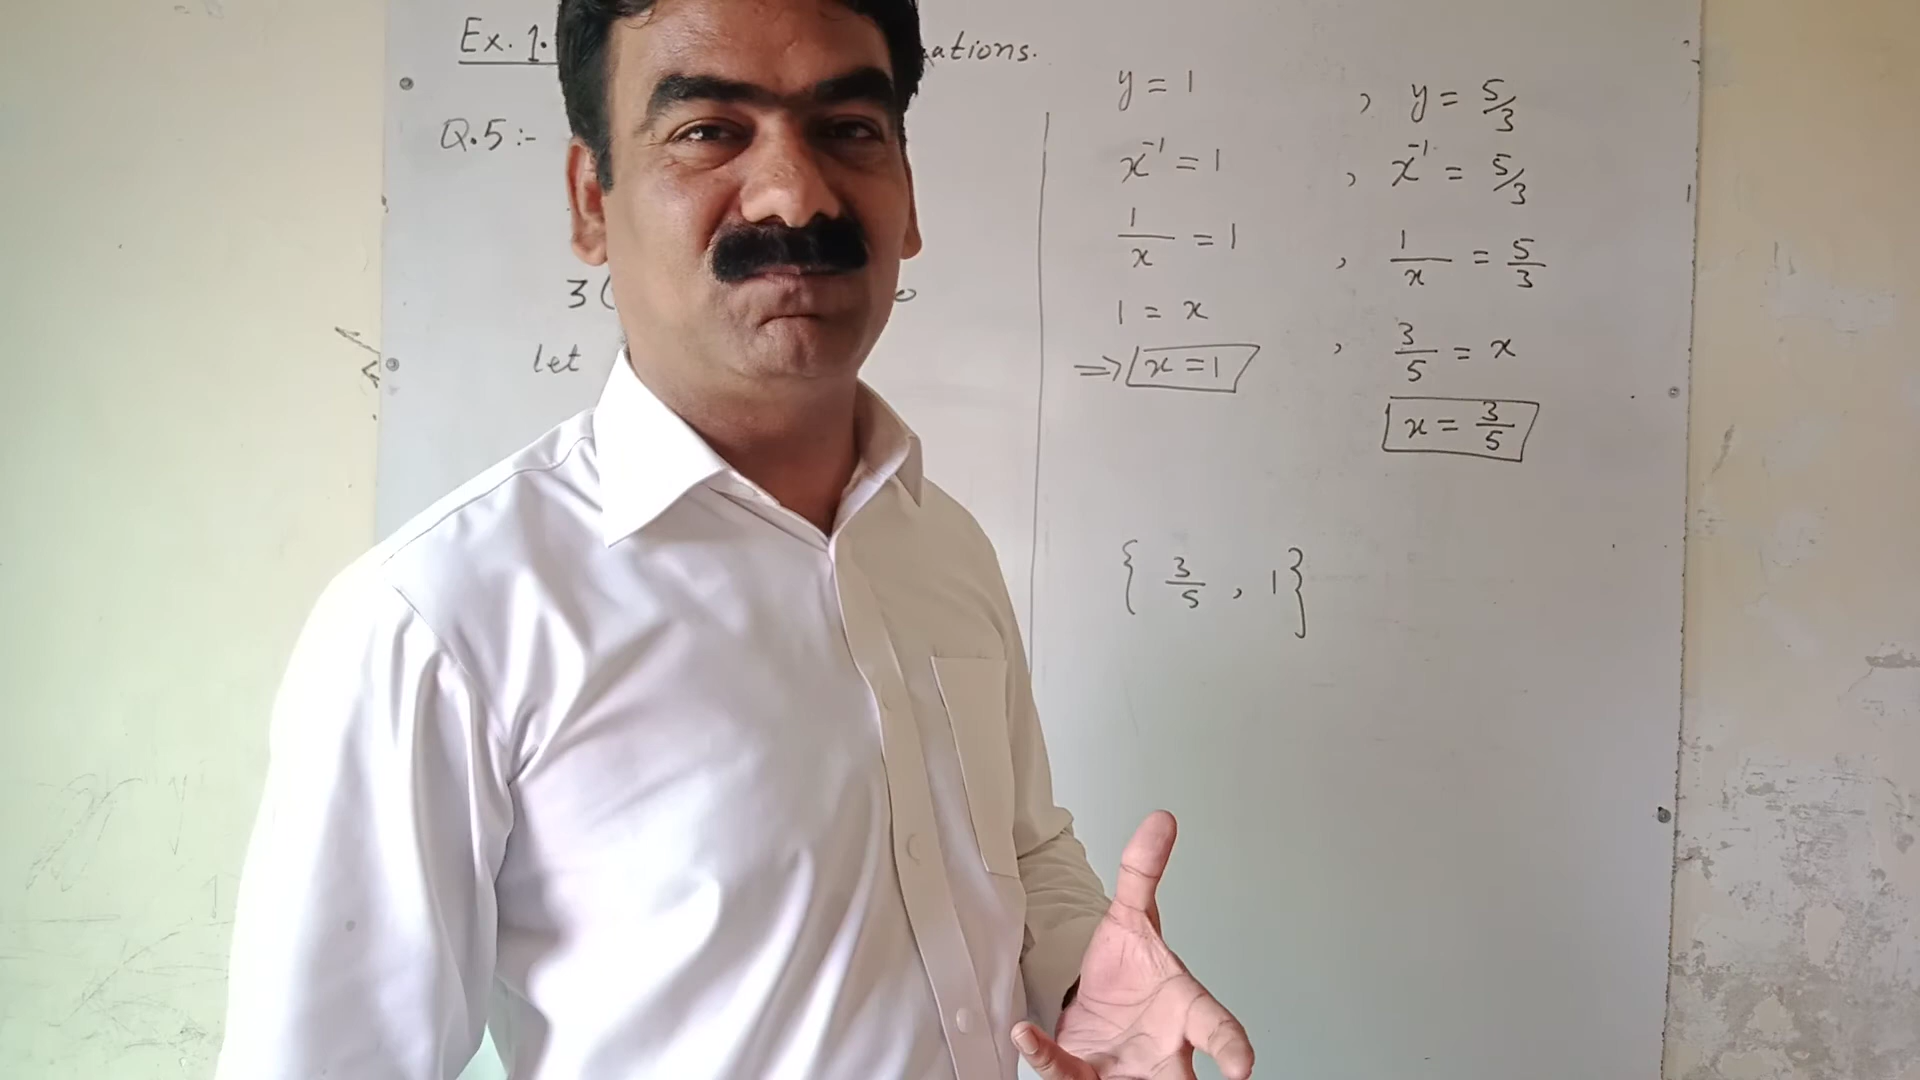 Ex. 1. ations.
Q.5:-
3 (
let
y = 1 , y = 5/3
x⁻¹ = 1 , x⁻¹ = 5/3
1/x = 1 , 1/x = 5/3
1 = x , 3/5 = x
⇒ x = 1
x = 3/5
{ 3/5 , 1 }